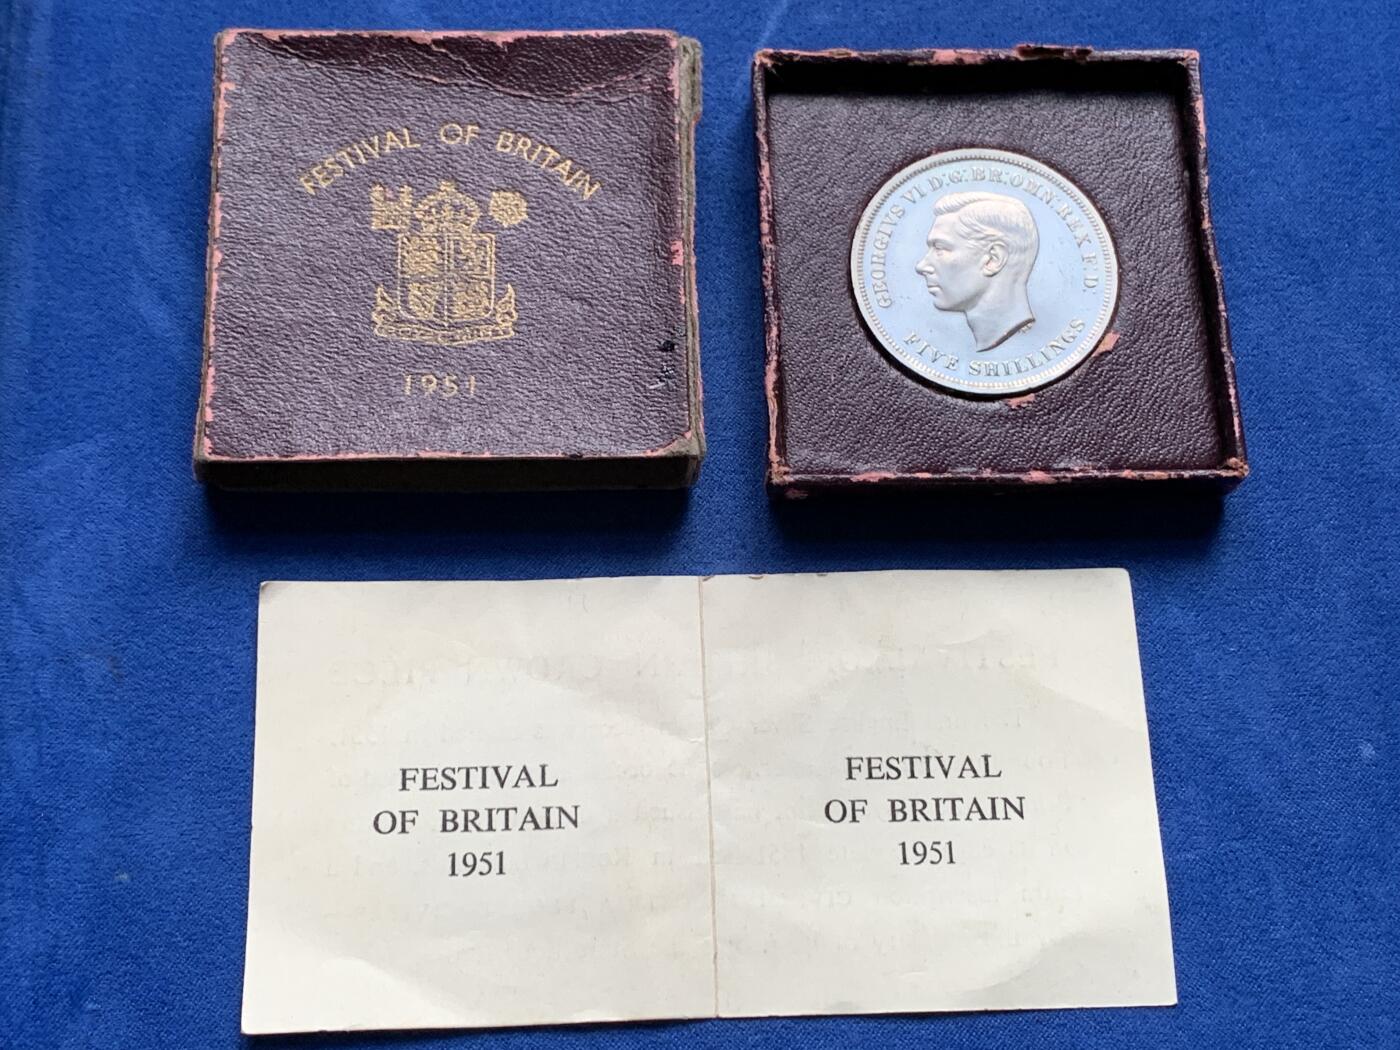 FESTIVAL OF BRITAIN
1951
GEORGIVS VI D:G:BR:OMN:REX F:D.
FIVE SHILLINGS
FESTIVAL
OF BRITAIN
1951
FESTIVAL
OF BRITAIN
1951